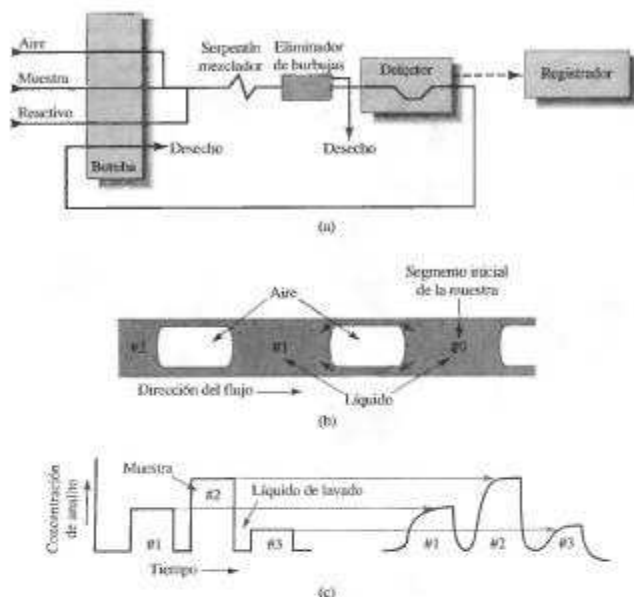 Aire
Muestra
Reactivo
Bomba
Desecho
Serpentín
mezclador
Eliminador
de burbujas
Desecho
Detector
Registrador
(a)
Aire
Segmento inicial
de la muestra
#2
#1
#0
Dirección del flujo
Líquido
(b)
Concentración
de analito
Muestra
#2
Líquido de lavado
#1
#3
Tiempo
#1
#2
#3
(c)